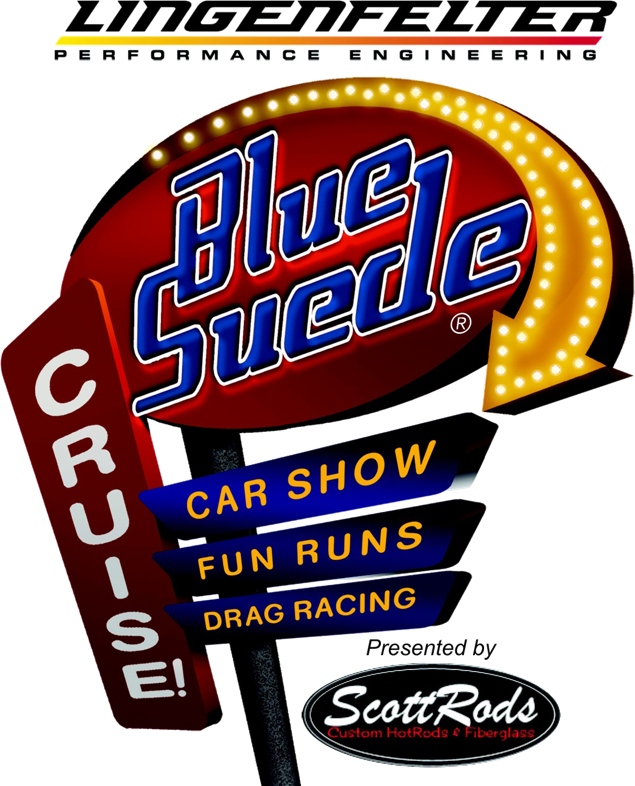 LINGENFELTER
PERFORMANCE ENGINEERING
Blue
Suede
®
CRUISE!
CAR SHOW
FUN RUNS
DRAG RACING
Presented by
ScottRods
Custom HotRods & Fiberglass